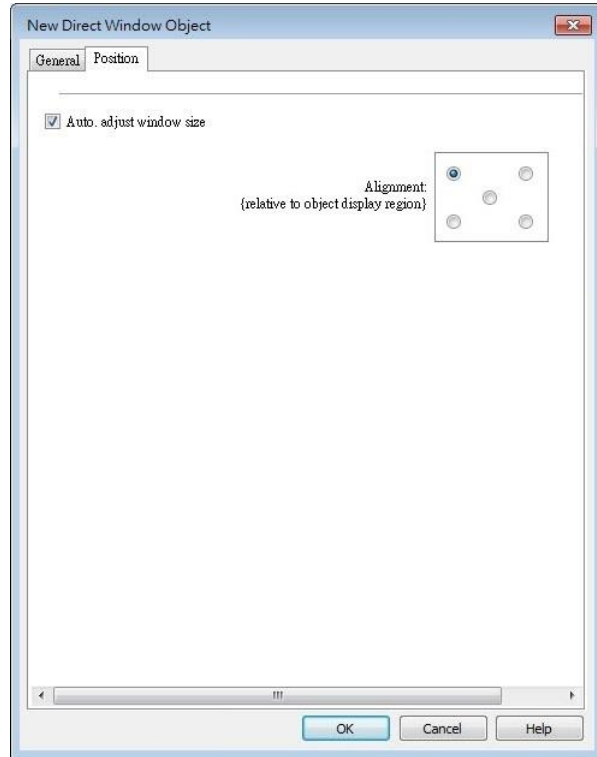 New Direct Window Object
General Position
Auto. adjust window size
Alignment:
{relative to object display region}
OK Cancel Help